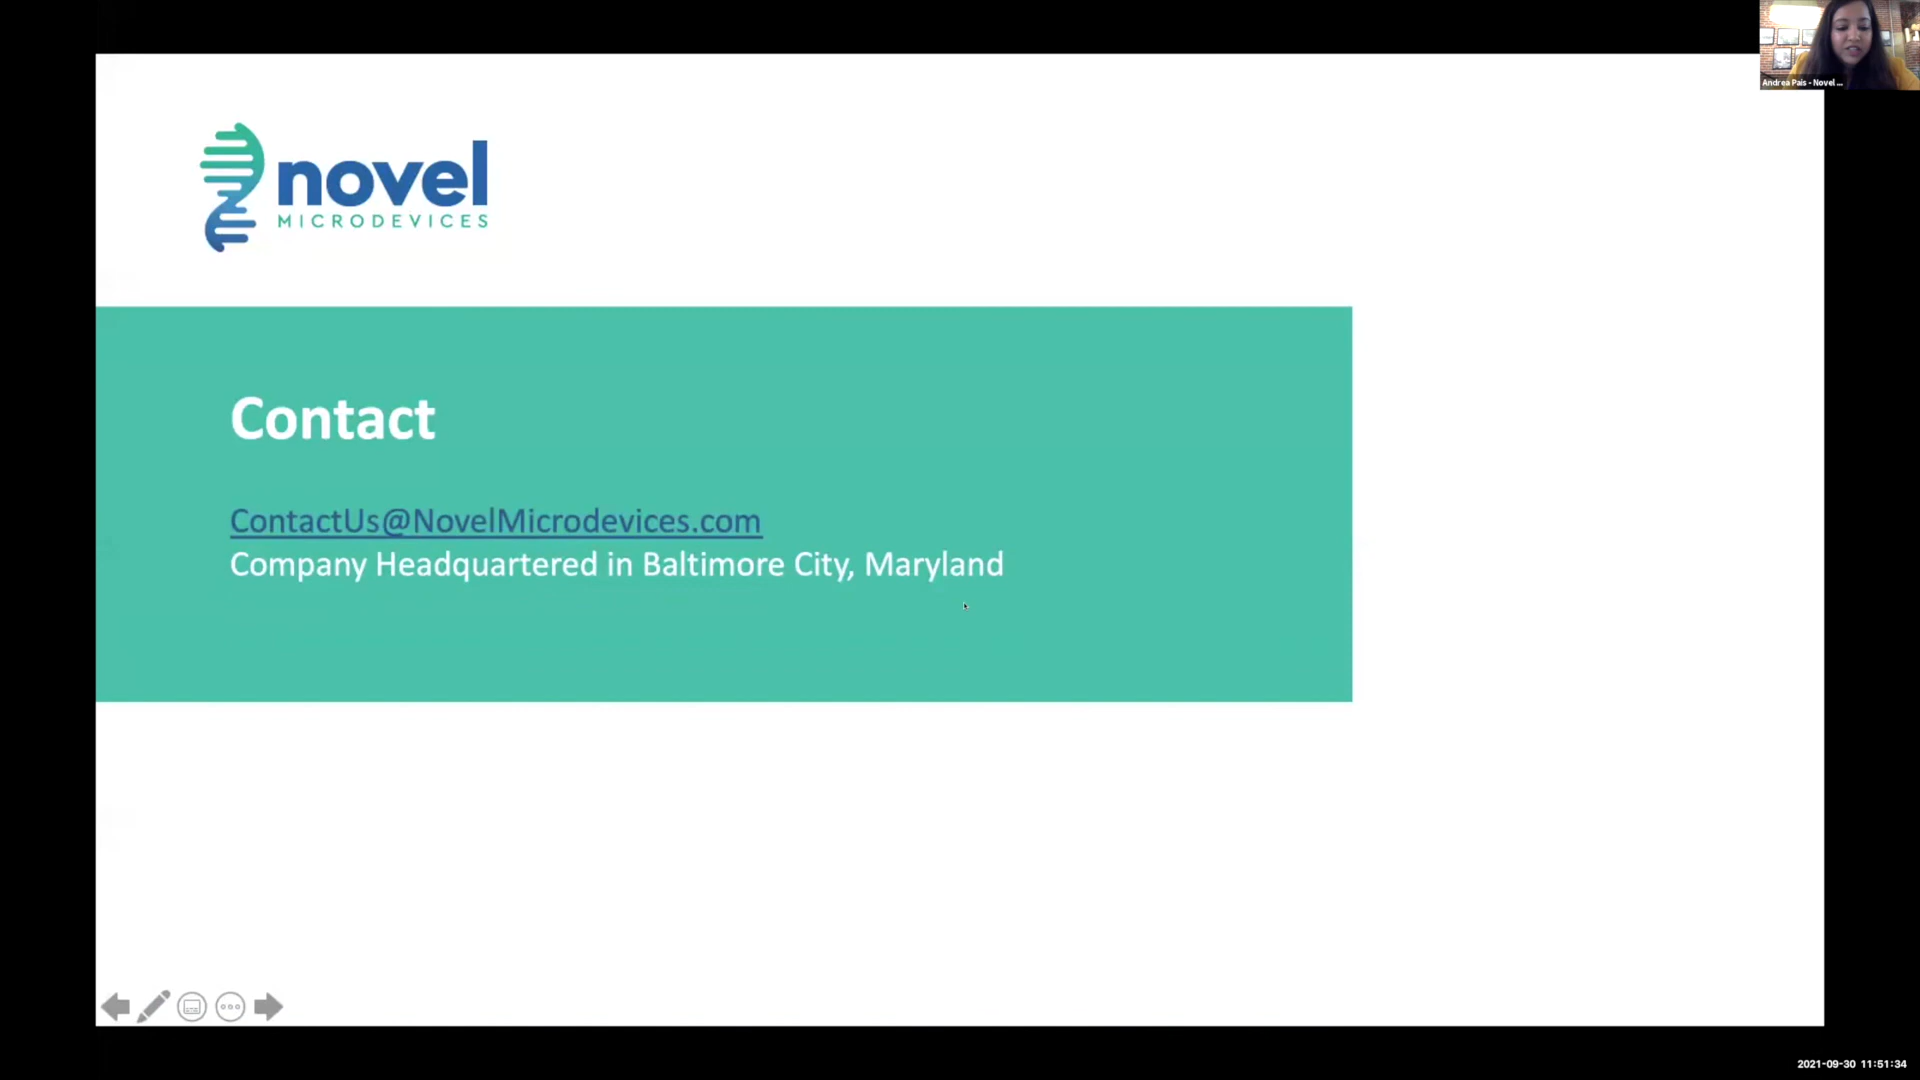 Andrea Pais - Novel ...
novel
MICRODEVICES
Contact
ContactUs@NovelMicrodevices.com
Company Headquartered in Baltimore City, Maryland
2021-09-30 11:51:34